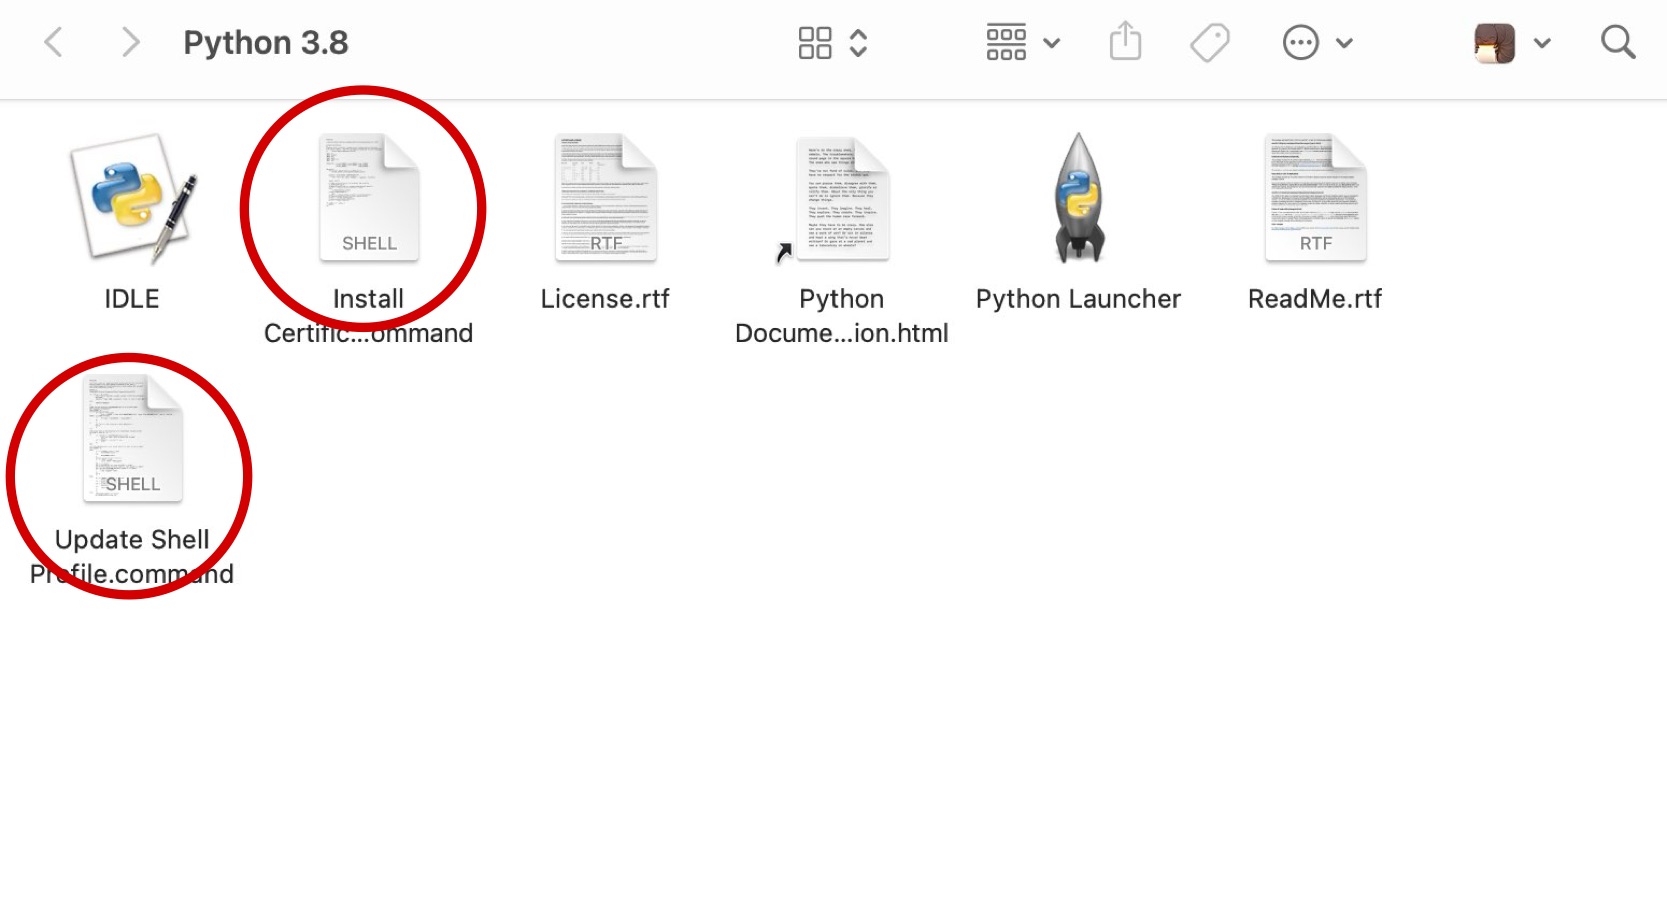 Python 3.8
SHELL
RTF
RTF
IDLE
Install
Certific...ommand
License.rtf
Python
Docume...ion.html
Python Launcher
ReadMe.rtf
SHELL
Update Shell
Profile.command